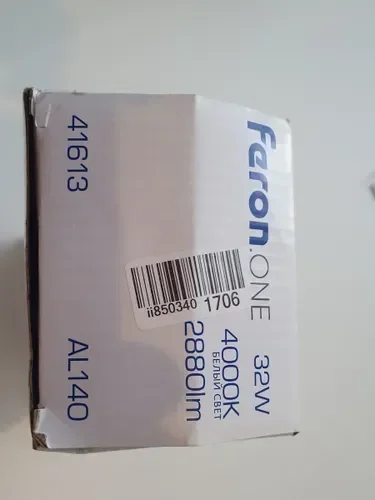 feron.ONE
32W
4000K
БЕЛЫЙ СВЕТ
2880lm
ii850340 1706
41613
AL140